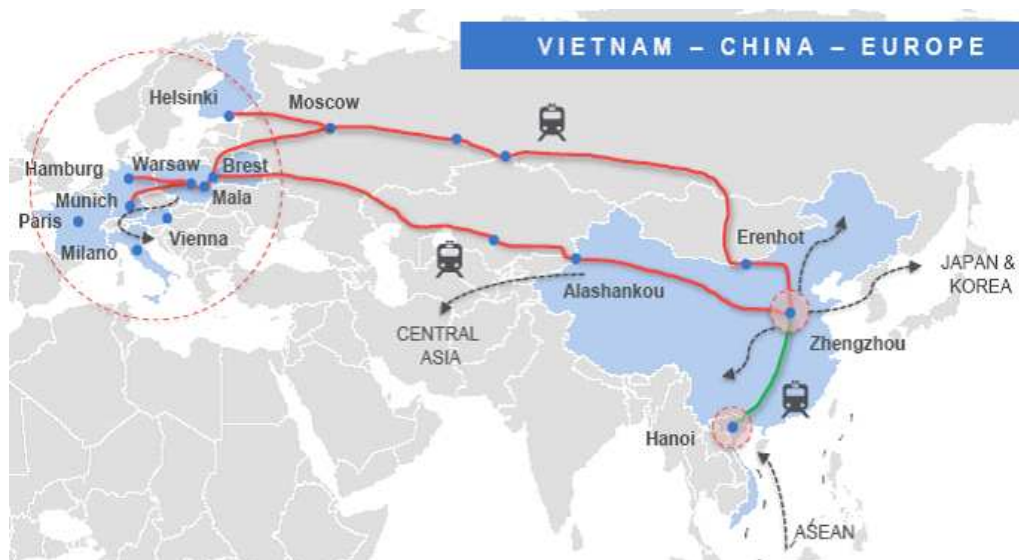 VIETNAM – CHINA – EUROPE
Helsinki
Moscow
Hamburg
Warsaw
Brest
Munich
Mala
Paris
Vienna
Milano
Erenhot
JAPAN &
KOREA
Alashankou
CENTRAL
ASIA
Zhengzhou
Hanoi
ASEAN